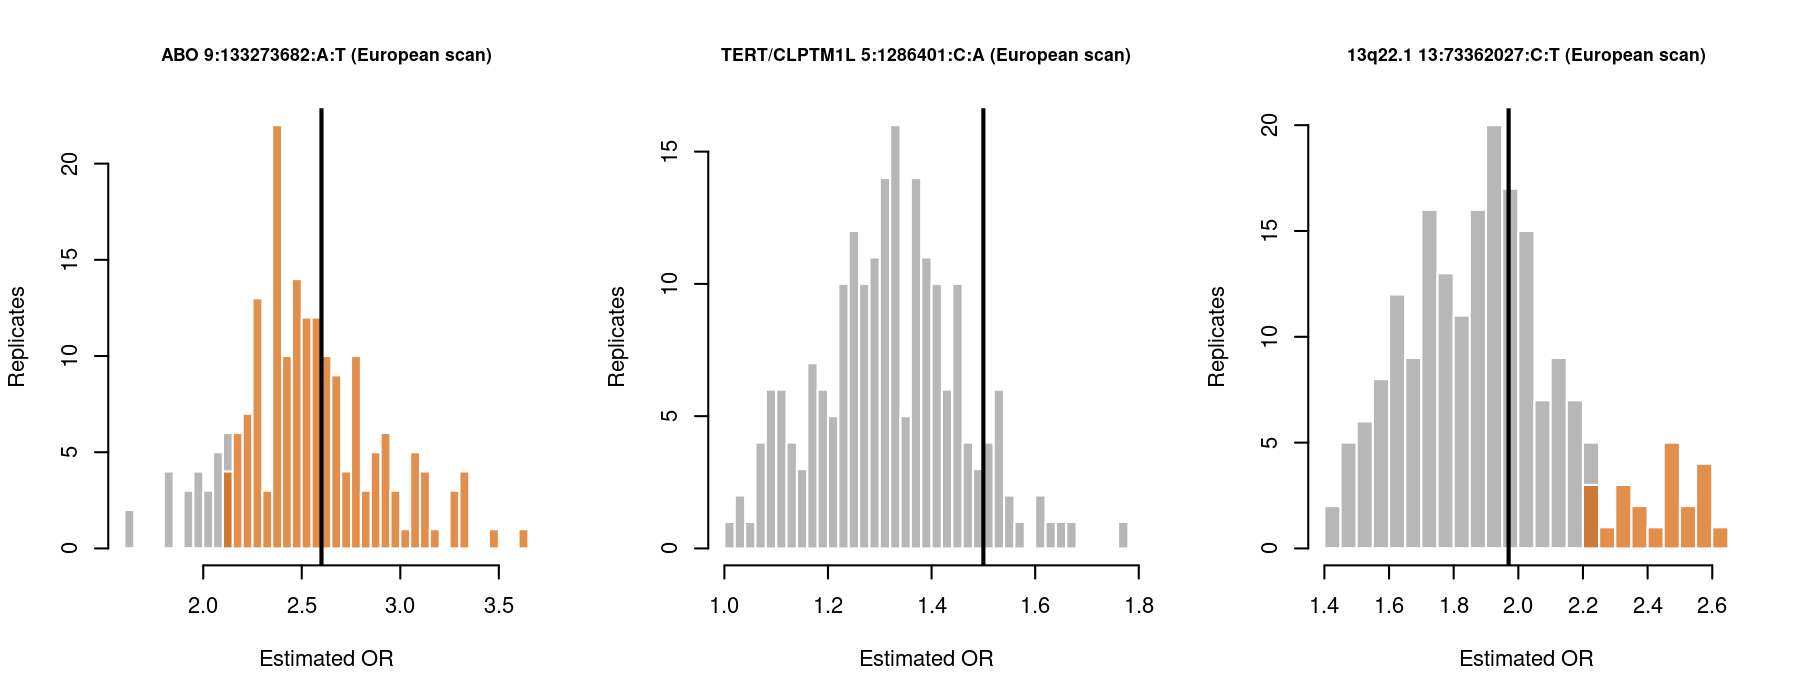 ABO 9:133273682:A:T (European scan)
Replicates
0
5
10
15
20
2.0 2.5 3.0 3.5
Estimated OR
TERT/CLPTM1L 5:1286401:C:A (European scan)
Replicates
0
5
10
15
1.0 1.2 1.4 1.6 1.8
Estimated OR
13q22.1 13:73362027:C:T (European scan)
Replicates
0
5
10
15
20
1.4 1.6 1.8 2.0 2.2 2.4 2.6
Estimated OR